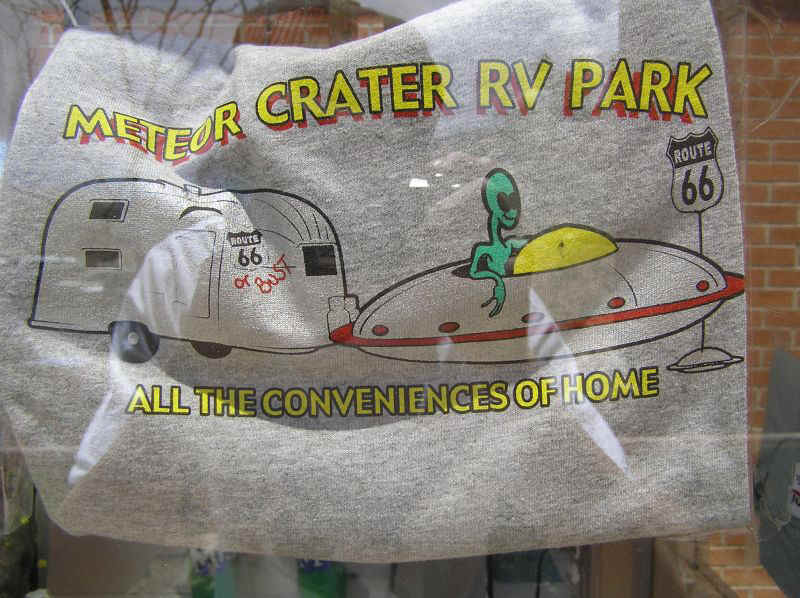 METEOR CRATER RV PARK
ROUTE
66
ROUTE
66
or BUST
ALL THE CONVENIENCES OF HOME